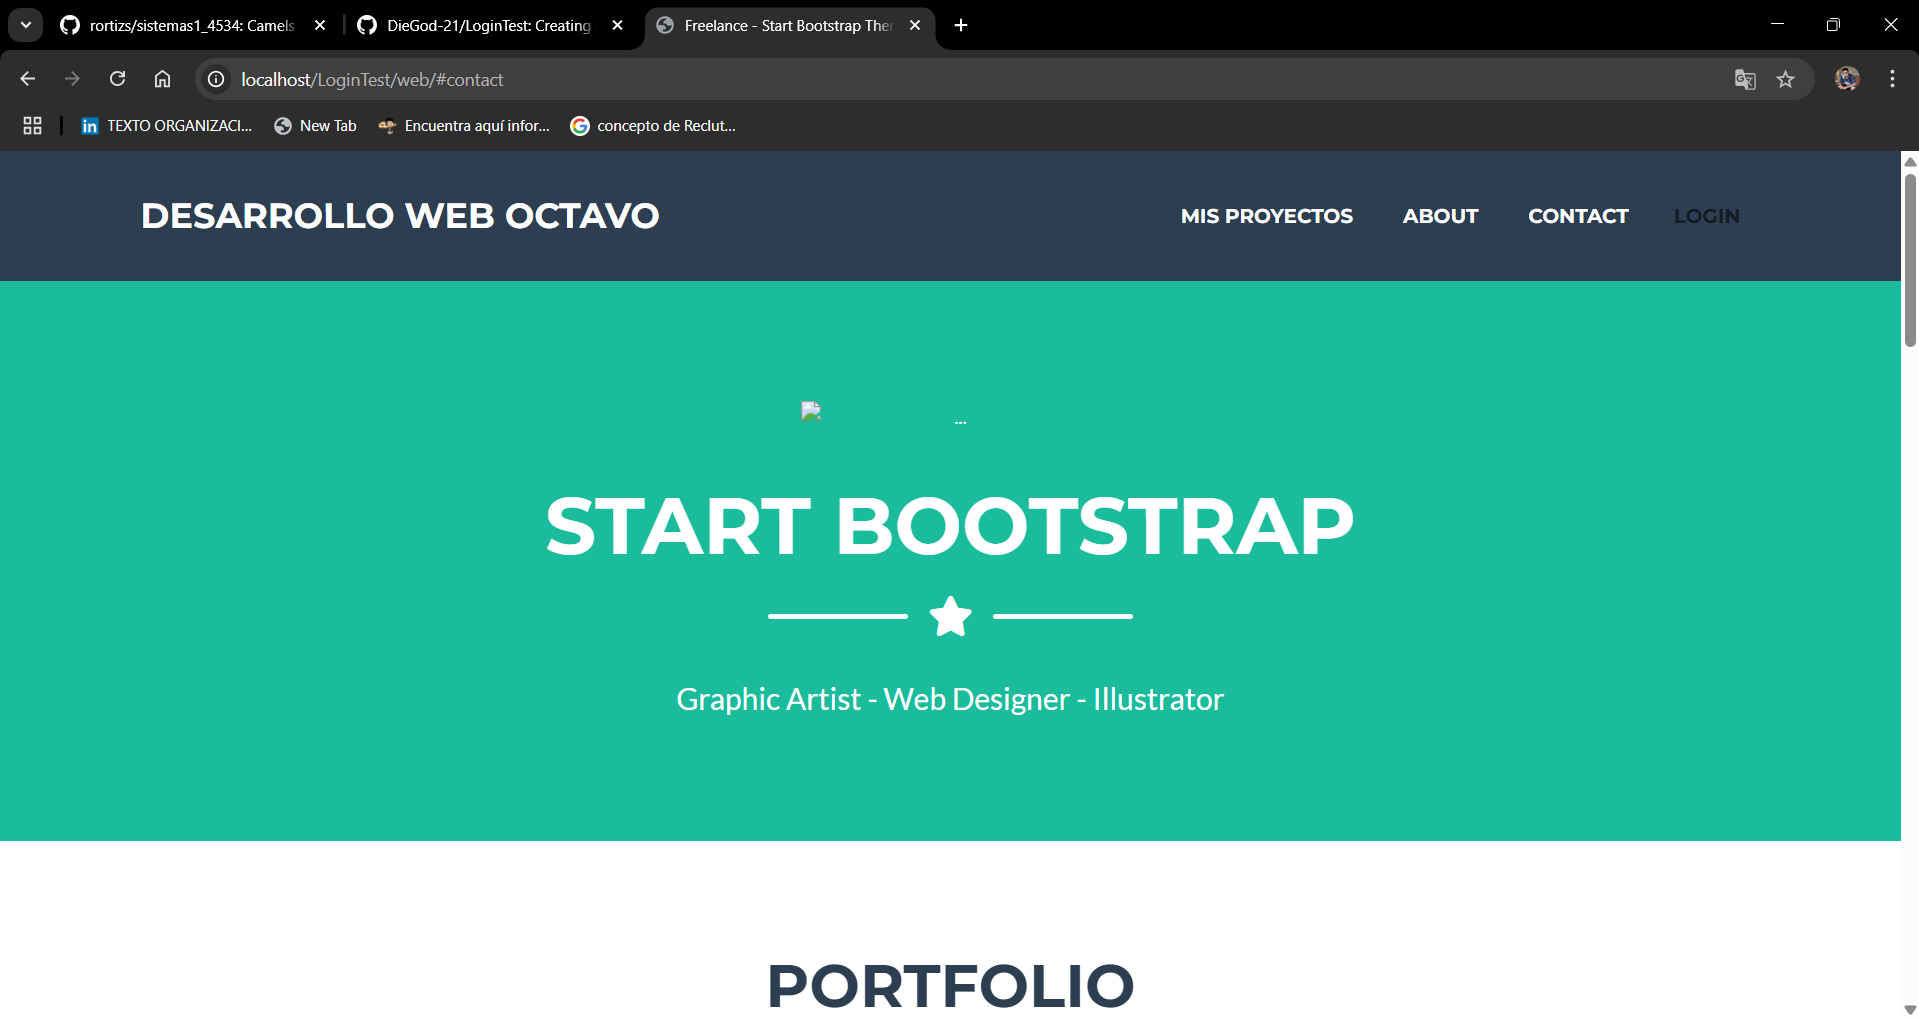 rortizs/sistemas1_4534: Camels
DieGod-21/LoginTest: Creating
Freelance - Start Bootstrap Ther
localhost/LoginTest/web/#contact
TEXTO ORGANIZACI...
New Tab
Encuentra aquí infor...
concepto de Reclut...
DESARROLLO WEB OCTAVO
MIS PROYECTOS
ABOUT
CONTACT
LOGIN
...
START BOOTSTRAP
Graphic Artist - Web Designer - Illustrator
PORTFOLIO